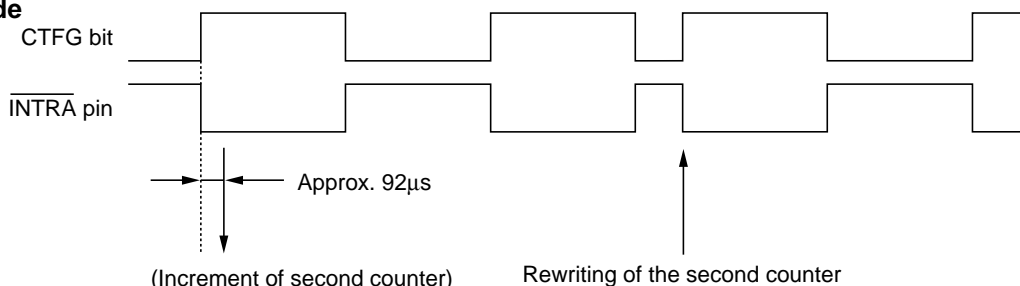 de
CTFG bit
INTRA pin
Approx. 92µs
(Increment of second counter)
Rewriting of the second counter